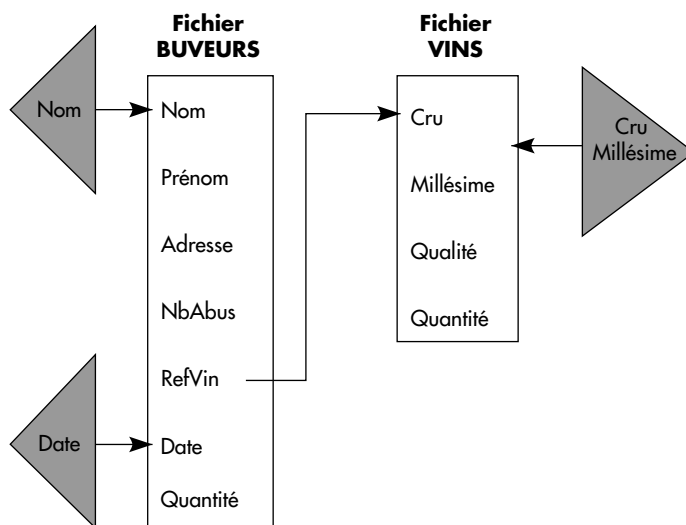 Fichier
BUVEURS
Nom
Nom
Prénom
Adresse
NbAbus
RefVin
Date
Date
Quantité
Fichier
VINS
Cru
Millésime
Qualité
Quantité
Cru
Millésime